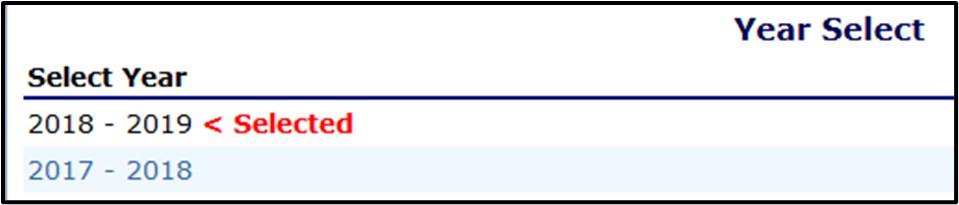 Year Select
Select Year
2018 - 2019 < Selected
2017 - 2018